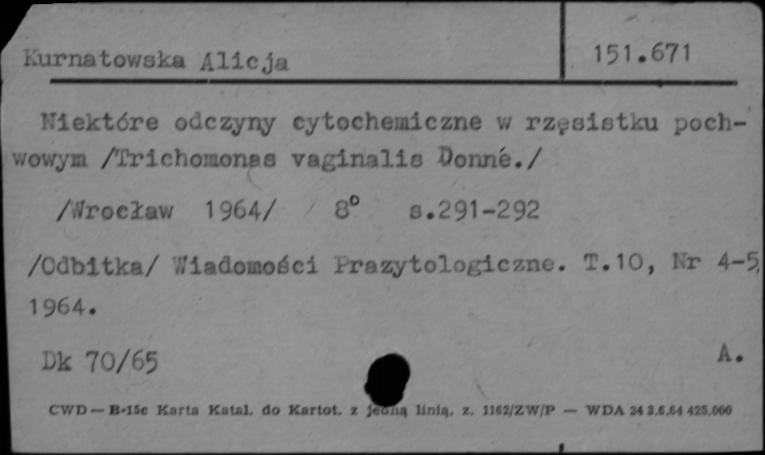 Kurnatowska Alicja 151.671
Niektóre odczyny cytochemiczne w rzęsistku poch-
wowym /Trichomonas vaginalis Donné./
/Wrocław 1964/ 8° s.291-292
/Odbitka/ Wiadomości Prazytologiczne. T.10, Nr 4-5,
1964.
Dk 70/65 A.
CWD — B-15c Karta Katal. do Kartot. z jedną linią. z. 1162/ZW/P — WDA 24 3.6.64 425.000